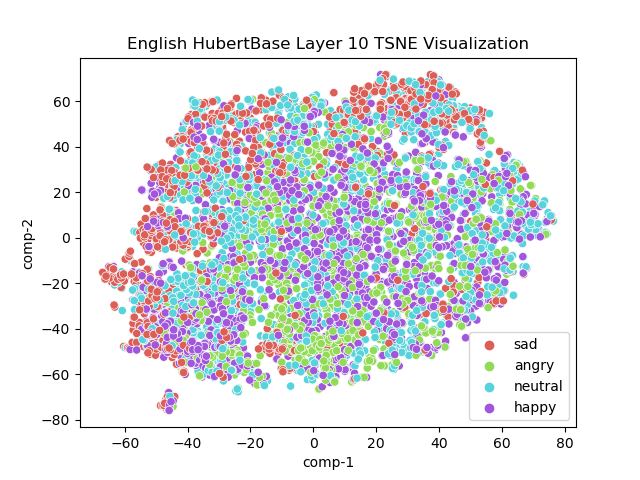 English HubertBase Layer 10 TSNE Visualization
60
40
20
0
−20
−40
−60
−80
comp-2
−60
−40
−20
0
20
40
60
80
comp-1
sad
angry
neutral
happy